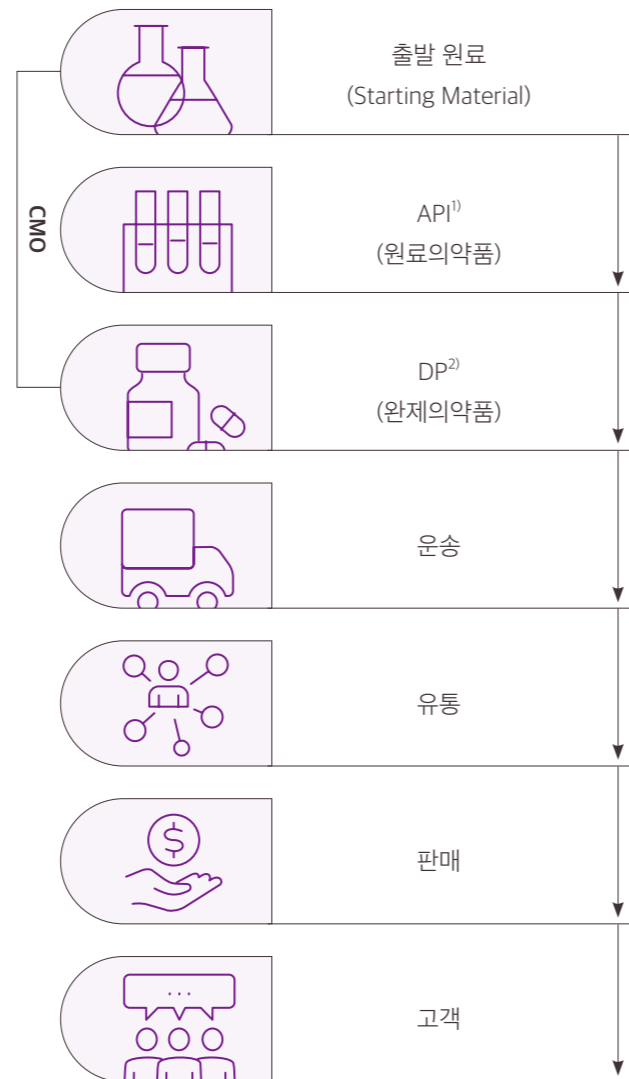 출발 원료
(Starting Material)
CMO
API1)
(원료의약품)
DP2)
(완제의약품)
운송
유통
$
판매
...
고객